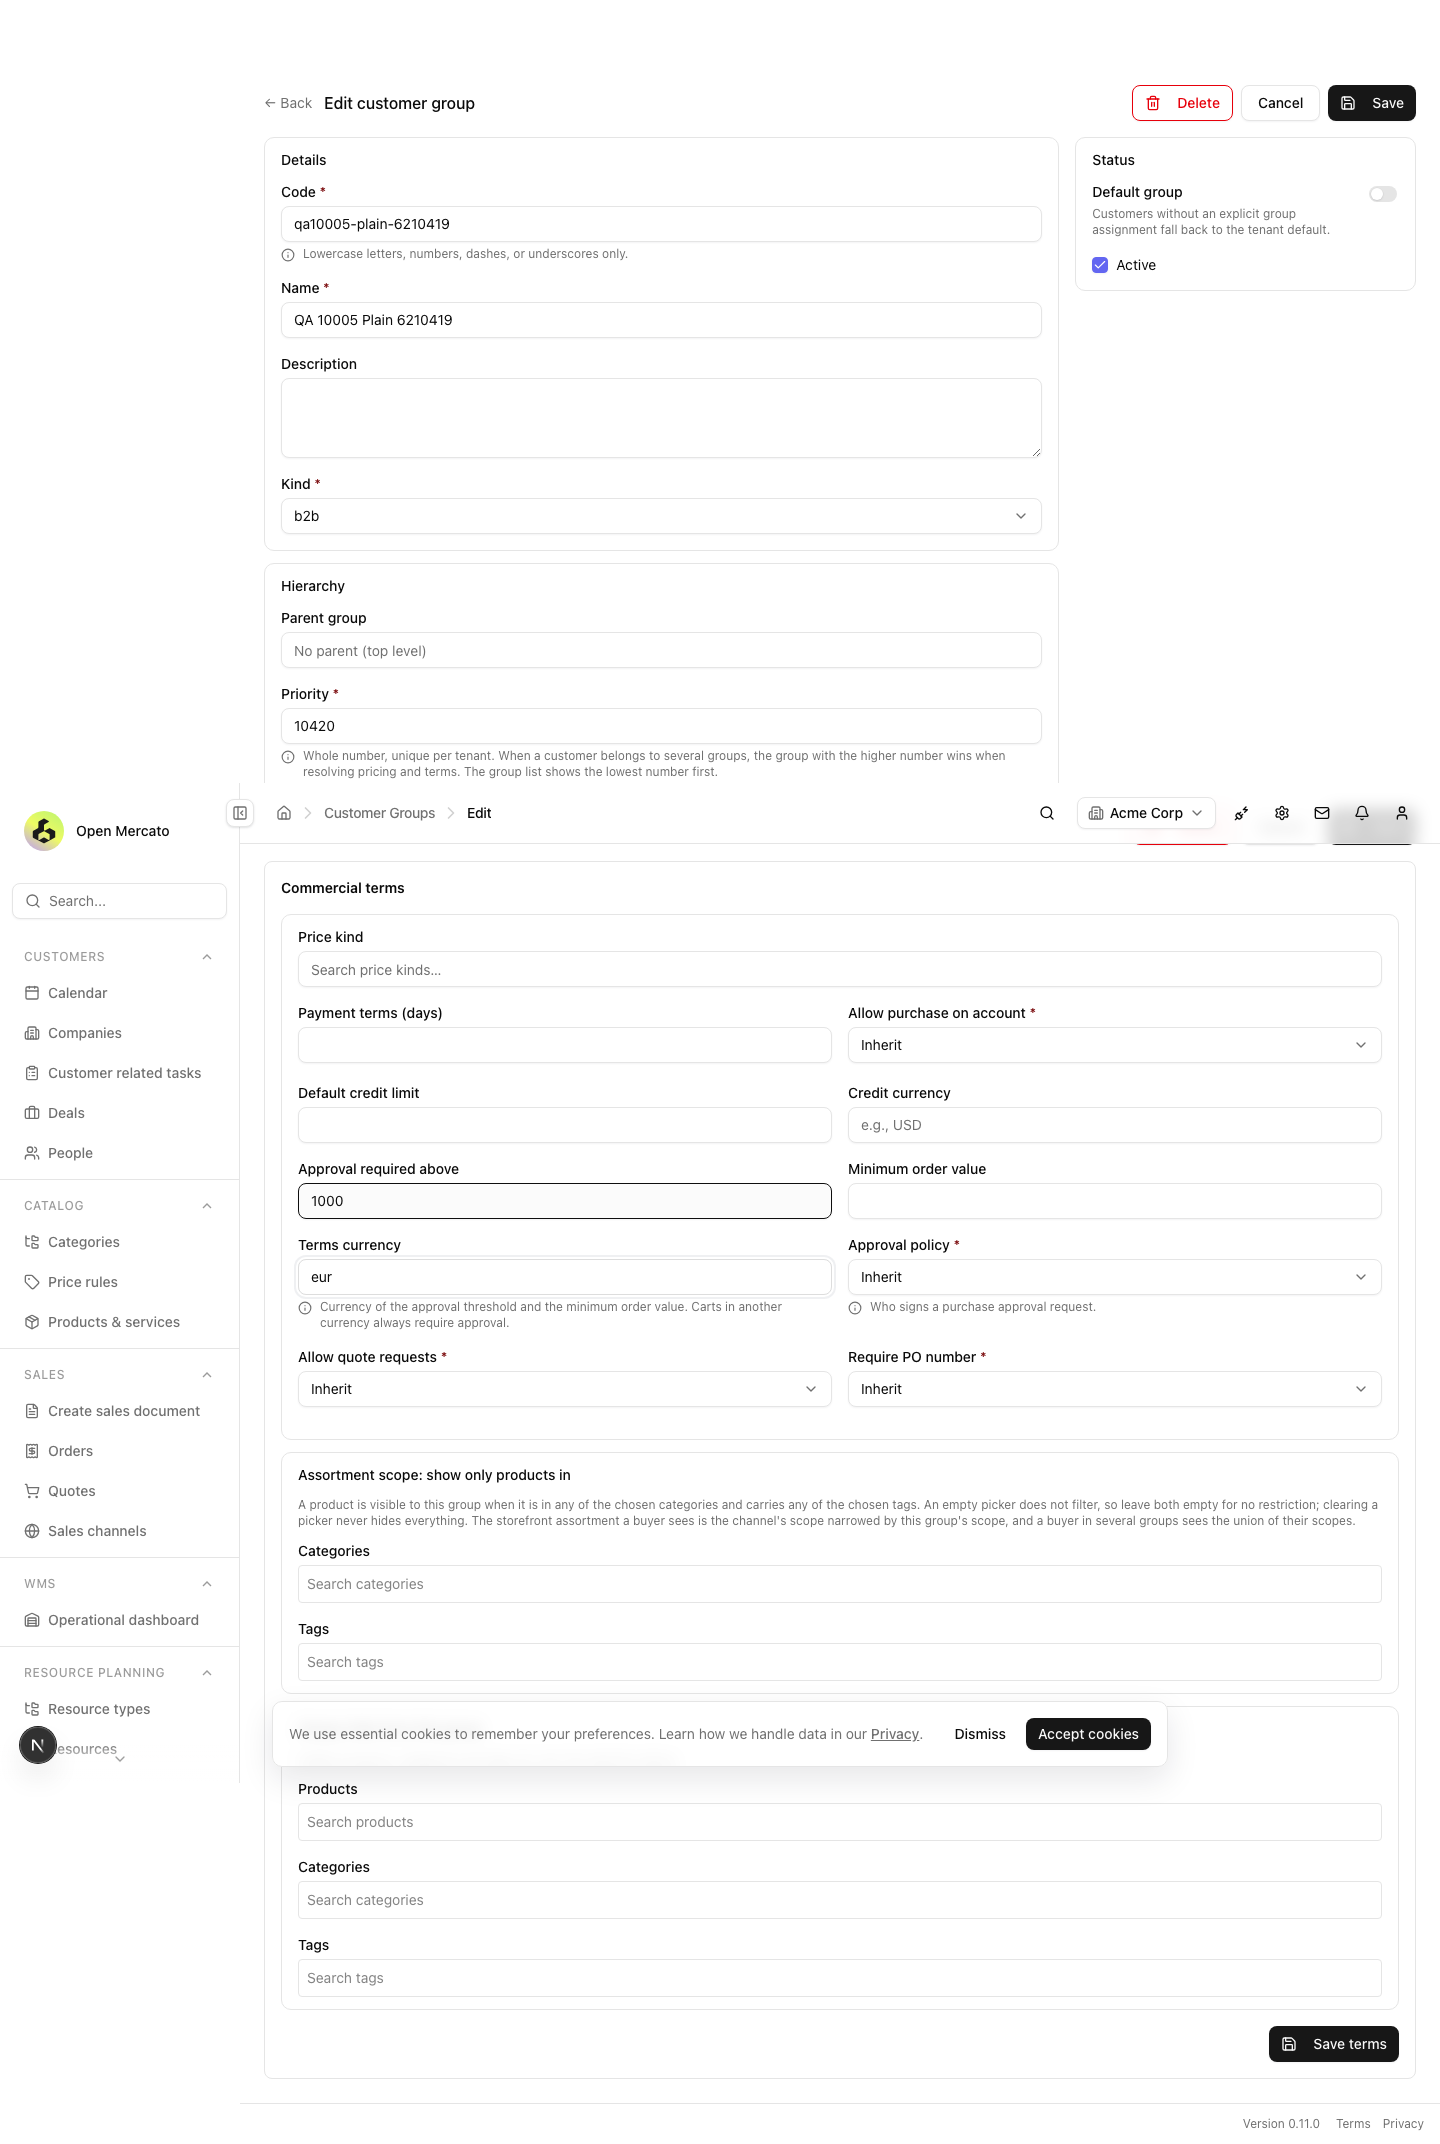 Back
Edit customer group
Delete
Cancel
Save
Details
Code *
qa10005-plain-6210419
Lowercase letters, numbers, dashes, or underscores only.
Name *
QA 10005 Plain 6210419
Description
Kind *
b2b
Status
Default group
Customers without an explicit group
assignment fall back to the tenant default.
Active
Hierarchy
Parent group
No parent (top level)
Priority *
10420
Whole number, unique per tenant. When a customer belongs to several groups, the group with the higher number wins when
resolving pricing and terms. The group list shows the lowest number first.
Open Mercato
Search...
CUSTOMERS
Calendar
Companies
Customer related tasks
Deals
People
CATALOG
Categories
Price rules
Products & services
SALES
Create sales document
Orders
Quotes
Sales channels
WMS
Operational dashboard
RESOURCE PLANNING
Resource types
Customer Groups
Edit
Acme Corp
Commercial terms
Price kind
Search price kinds...
Payment terms (days)
Allow purchase on account *
Inherit
Default credit limit
Credit currency
e.g., USD
Approval required above
1000
Minimum order value
Terms currency
eur
Currency of the approval threshold and the minimum order value. Carts in another
currency always require approval.
Approval policy *
Inherit
Who signs a purchase approval request.
Allow quote requests *
Inherit
Require PO number *
Inherit
Assortment scope: show only products in
A product is visible to this group when it is in any of the chosen categories and carries any of the chosen tags. An empty picker does not filter, so leave both empty for no restriction; clearing a
picker never hides everything. The storefront assortment a buyer sees is the channel's scope narrowed by this group's scope, and a buyer in several groups sees the union of their scopes.
Categories
Search categories
Tags
Search tags
We use essential cookies to remember your preferences. Learn how we handle data in our Privacy.
Dismiss
Accept cookies
Products
Search products
Categories
Search categories
Tags
Search tags
Save terms
Version 0.11.0
Terms
Privacy